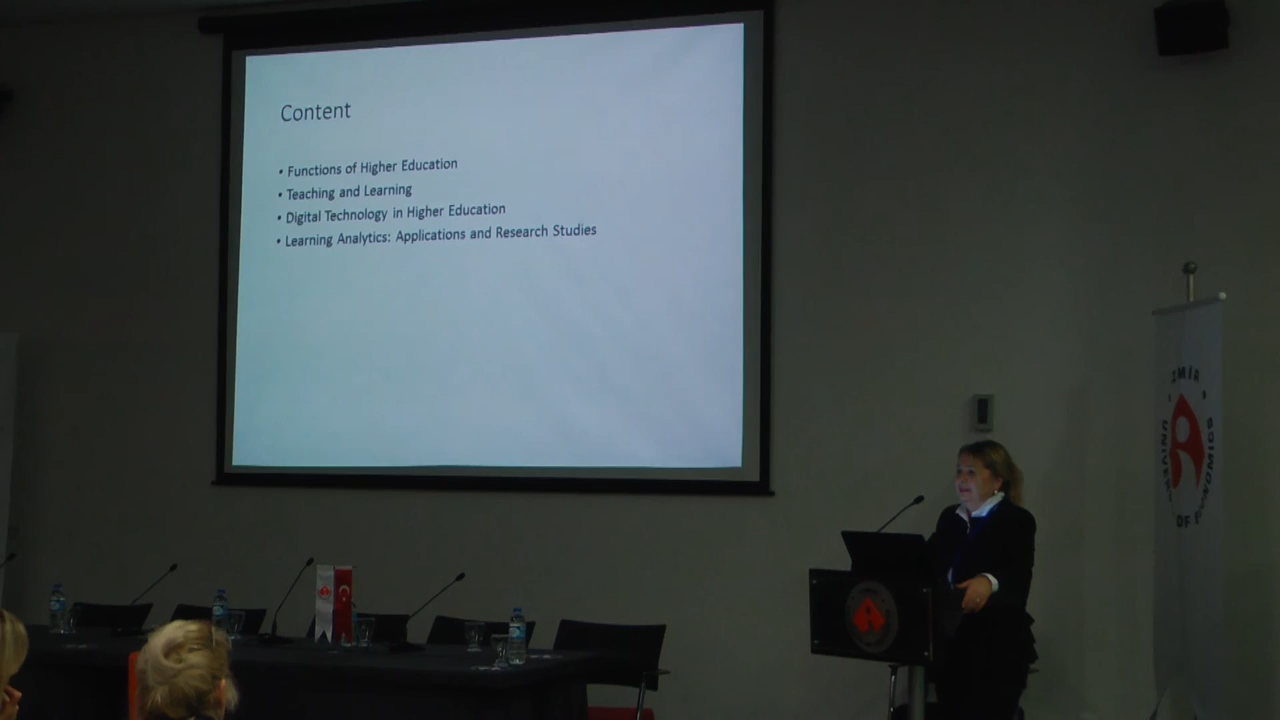 Content
• Functions of Higher Education
• Teaching and Learning
• Digital Technology in Higher Education
• Learning Analytics: Applications and Research Studies
OF